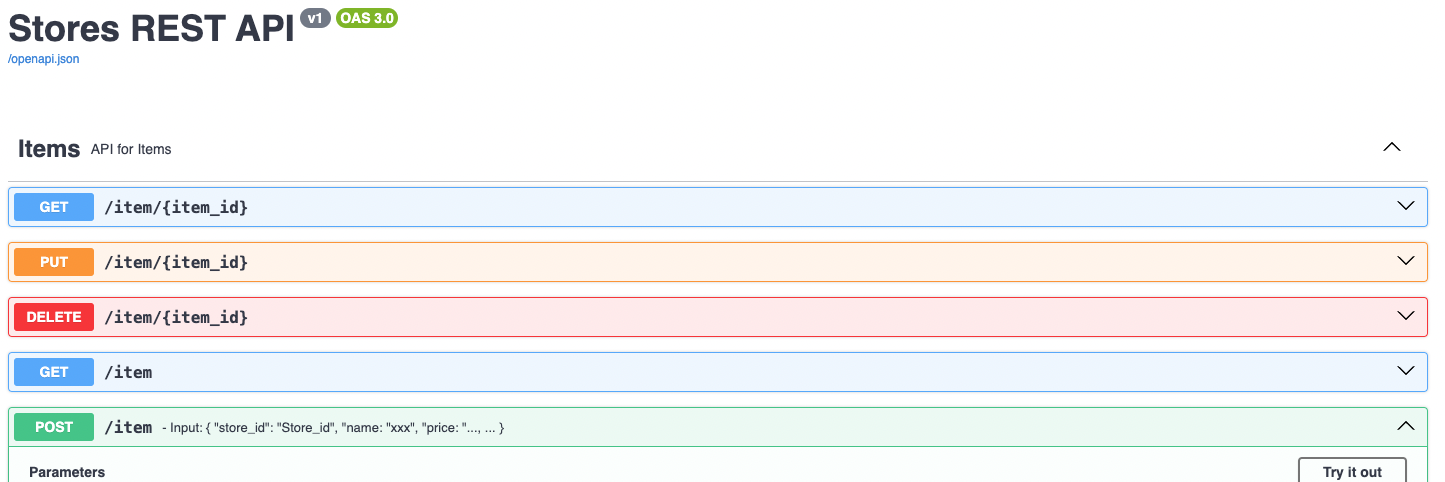 Stores REST API v1 OAS 3.0
/openapi.json
Items API for Items
GET /item/{item_id}
PUT /item/{item_id}
DELETE /item/{item_id}
GET /item
POST /item - Input: { "store_id": "Store_id", "name: "xxx", "price: "..., ... }
Parameters Try it out